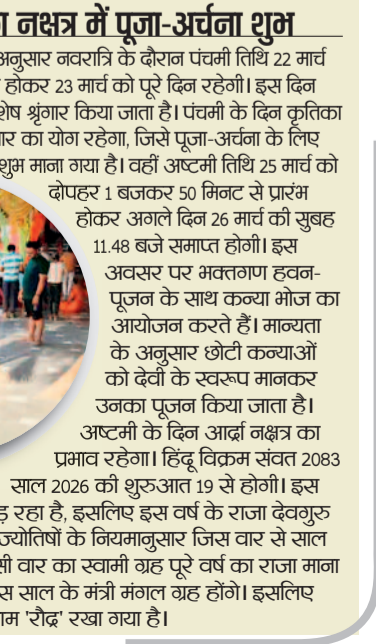 नक्षत्र में पूजा-अर्चना शुभ
अनुसार नवरात्रि के दौरान पंचमी तिथि 22 मार्च
होकर 23 मार्च को पूरे दिन रहेगी। इस दिन
श्रृंगार किया जाता है। पंचमी के दिन कृतिका
का योग रहेगा, जिसे पूजा-अर्चना के लिए
शुभ माना गया है। वहीं अष्टमी तिथि 25 मार्च को
दोपहर 1 बजकर 50 मिनट से प्रारंभ
होकर अगले दिन 26 मार्च की सुबह
11.48 बजे समाप्त होगी। इस
अवसर पर भक्तगण हवन-
पूजन के साथ कन्या भोज का
आयोजन करते हैं। मान्यता
के अनुसार छोटी कन्याओं
को देवी के स्वरूप मानकर
उनका पूजन किया जाता है।
अष्टमी के दिन आर्द्रा नक्षत्र का
प्रभाव रहेगा। हिंदू विक्रम संवत 2083
साल 2026 की शुरुआत 19 से होगी। इस
रहा है, इसलिए इस वर्ष के राजा देवगुरु
ज्योतिषों के नियमानुसार जिस वार से साल
वार का स्वामी ग्रह पूरे वर्ष का राजा माना
साल के मंत्री मंगल ग्रह होंगे। इसलिए
'रौद्र' रखा गया है।